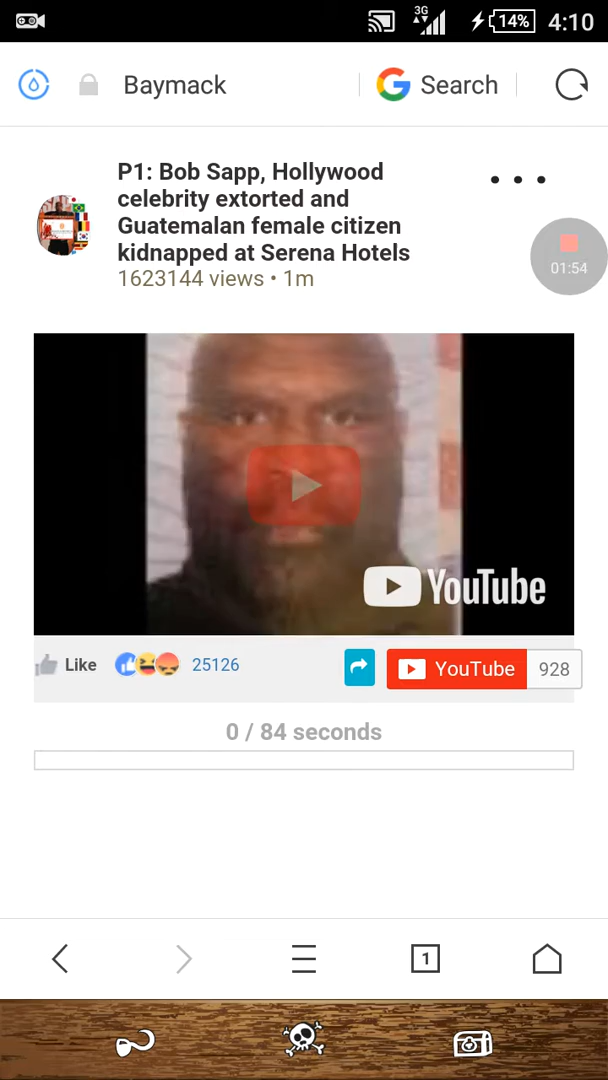 3G 14% 4:10
Baymack Search
P1: Bob Sapp, Hollywood
celebrity extorted and
Guatemalan female citizen
kidnapped at Serena Hotels
1623144 views • 1m
01:54
YouTube
Like 25126 YouTube 928
0 / 84 seconds
1